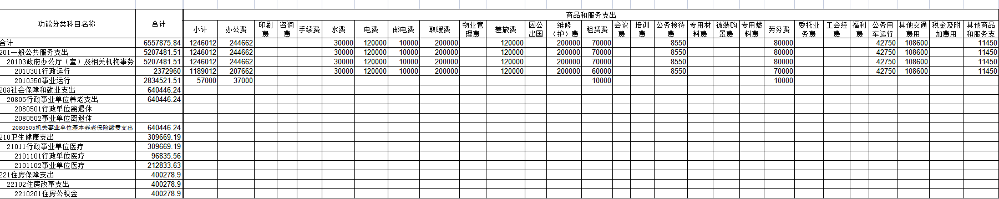 商品和服务支出
功能分类科目名称 合计 小计 办公费 印刷费 咨询费 手续费 水费 电费 邮电费 取暖费 物业管理费 差旅费 因公出国 维修（护）费 租赁费 会议费 培训费 公务接待费 专用材料费 被装购置费 专用燃料费 劳务费 委托业务费 工会经费 福利费 公务用车运行 其他交通费用 税金及附加费用 其他商品和服务支
合计 6557875.84 1246012 244662 30000 120000 10000 200000 120000 200000 70000 8550 80000 42750 108600 11450
201一般公共服务支出 5207481.51 1246012 244662 30000 120000 10000 200000 120000 200000 70000 8550 80000 42750 108600 11450
20103政府办公厅（室）及相关机构事务 5207481.51 1246012 244662 30000 120000 10000 200000 120000 200000 70000 8550 80000 42750 108600 11450
2010301行政运行 2372960 1189012 207662 30000 120000 10000 200000 120000 200000 60000 8550 70000 42750 108600 11450
2010350事业运行 2834521.51 57000 37000 10000 10000
208社会保障和就业支出 640446.24
20805行政事业单位养老支出 640446.24
2080501行政单位离退休
2080502事业单位离退休
2080505机关事业单位基本养老保险缴费支出 640446.24
210卫生健康支出 309669.19
21011行政事业单位医疗 309669.19
2101101行政单位医疗 96835.56
2101102事业单位医疗 212833.63
221住房保障支出 400278.9
22102住房改革支出 400278.9
2210201住房公积金 400278.9